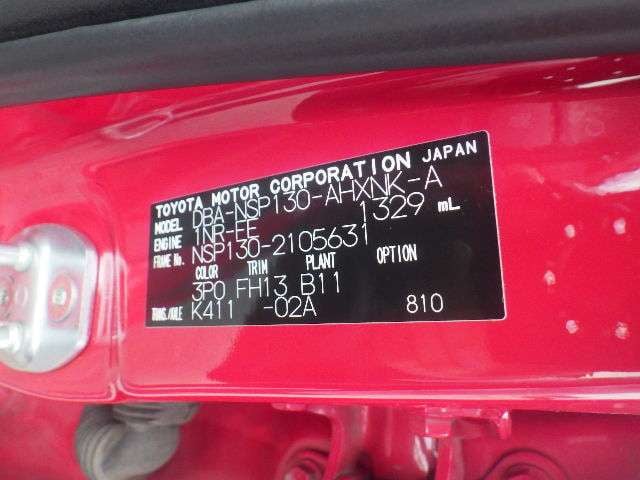 TOYOTA MOTOR CORPORATION JAPAN
MODEL DBA-NSP130-AHXNK-A
ENGINE 1NR-FE 1329 mL
FRAME No. NSP130-2105631
COLOR TRIM PLANT OPTION
3P0 FH13 B11
TRANS./AXLE K411 -02A 810